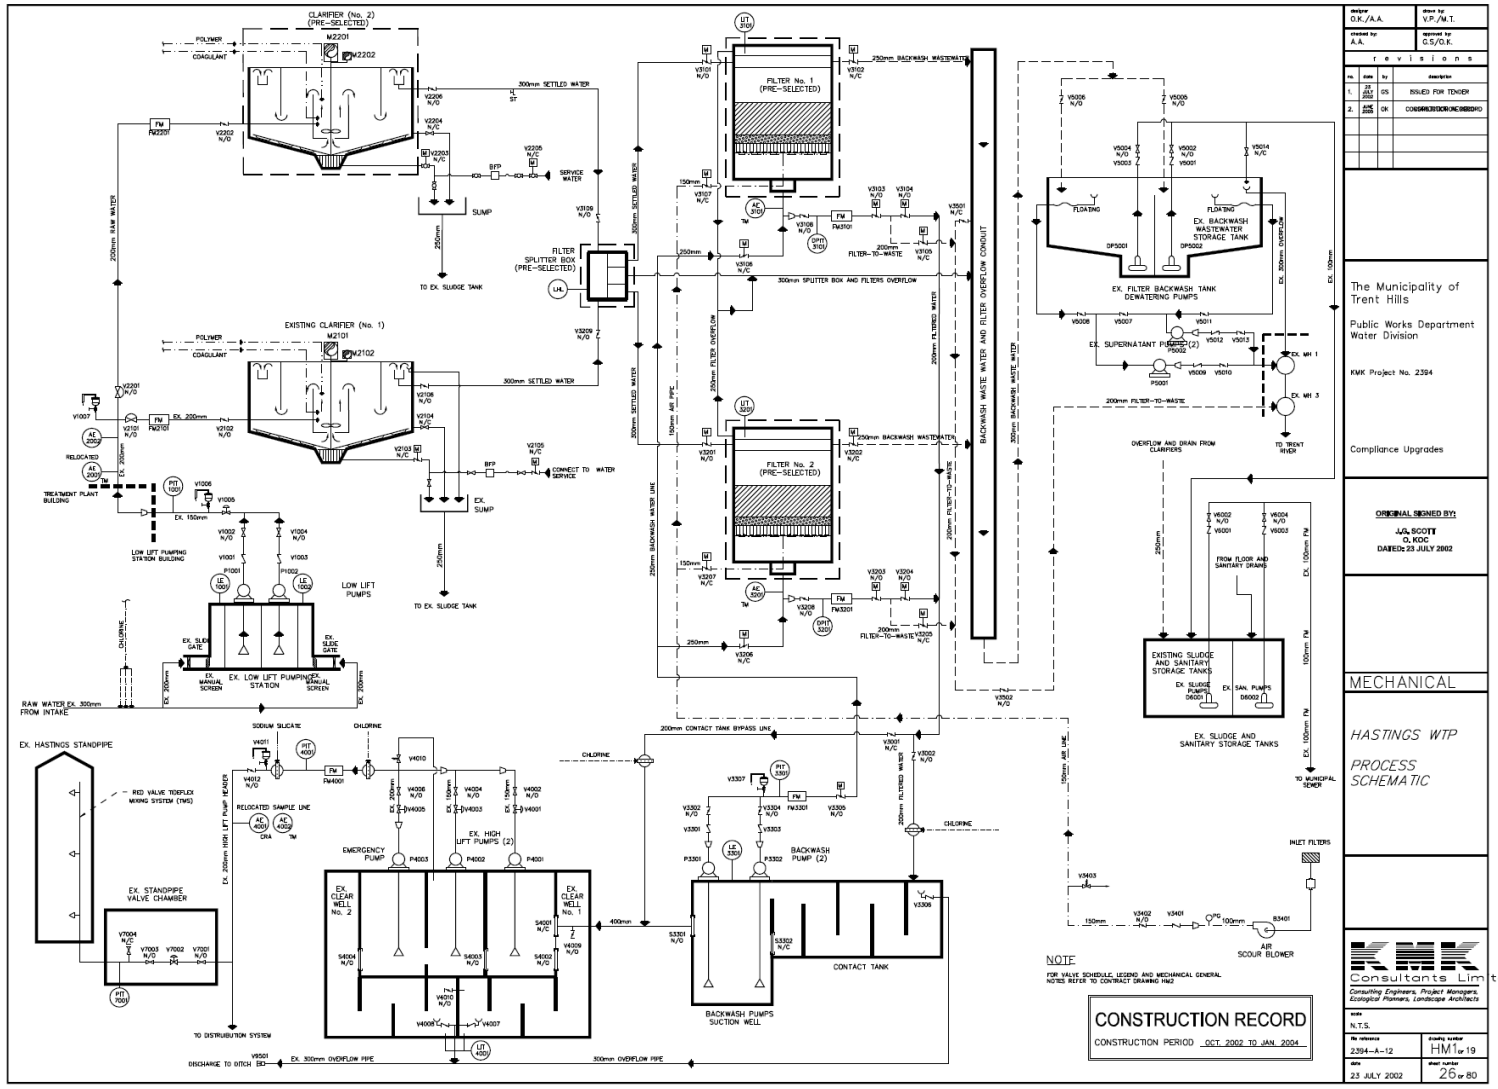 CLARIFIER (No. 2)
(PRE-SELECTED)
M2201
M2202
POLYMER
COAGULANT
300mm SETTLED WATER
ST
V2206
N/O
V2204
N/C
V2203
N/C
V2205
N/C
BFP
SERVICE
WATER
FM
FM2201
V2202
N/O
SUMP
250mm
TO EX. SLUDGE TANK
200mm RAW WATER
EXISTING CLARIFIER (No. 1)
M2101
M2102
POLYMER
COAGULANT
300mm SETTLED WATER
V2106
N/O
V2104
N/C
V2103
N/C
V2105
N/C
BFP
CONNECT TO WATER
SERVICE
V2201
N/O
V1007
V2101
N/O
FM
FM2101
EX. 200mm
V2102
N/O
AE
2002
RELOCATED
AE
2001
TM
EX. 200mm
TREATMENT PLANT
BUILDING
PIT
1001
V1006
V1005
EX. 150mm
EX.
SUMP
250mm
TO EX. SLUDGE TANK
LOW LIFT PUMPING
STATION BUILDING
V1002
N/O
V1004
N/O
V1001
V1003
P1001
P1002
LE
1001
LE
1002
LOW LIFT
PUMPS
CHLORINE
EX. SLIDE
GATE
EX.
SLIDE
GATE
EX.
MANUAL
SCREEN
EX. LOW LIFT PUMPING
STATION
EX.
MANUAL
SCREEN
EX. 200mm
EX. 200mm
RAW WATER EX. 300mm
FROM INTAKE
V3109
N/O
FILTER
SPLITTER BOX
(PRE-SELECTED)
LHL
V3209
N/O
300mm SETTLED WATER
300mm SETTLED WATER
LIT
3101
M
V3101
N/O
M
V3102
N/C
250mm BACKWASH WASTEWATER
FILTER No. 1
(PRE-SELECTED)
150mm
V3107
N/C
AE
3101
TM
V3108
N/O
DPIT
3101
FM
FM3101
V3103
N/O
V3104
N/O
200mm
FILTER-TO-WASTE
V3105
N/C
250mm
V3106
N/C
V3501
N/C
300mm SPLITTER BOX AND FILTERS OVERFLOW
250mm FILTER OVERFLOW
200mm FILTERED WATER
BACKWASH WASTE WATER AND FILTER OVERFLOW CONDUIT
300mm BACKWASH WASTE WATER
150mm AIR PIPE
250mm BACKWASH WATER LINE
LIT
3201
V3201
N/O
V3202
N/C
250mm BACKWASH WASTEWATER
FILTER No. 2
(PRE-SELECTED)
150mm
V3207
N/C
AE
3201
TM
V3208
N/O
DPIT
3201
FM
FM3201
V3203
N/O
V3204
N/O
200mm
FILTER-TO-WASTE
V3205
N/C
250mm
V3206
N/C
200mm FILTER-TO-WASTE
V3502
N/O
V5006
N/C
V5005
N/C
V5004
N/O
V5003
V5002
N/O
V5001
V5014
N/C
FLOATING
FLOATING
EX. BACKWASH
WASTEWATER
STORAGE TANK
DP5001
DP5002
EX. FILTER BACKWASH TANK
DEWATERING PUMPS
300mm OVERFLOW
EX. 100mm
V5008
V5007
V5011
EX. SUPERNATANT PUMPS (2)
P5002
V5012
V5013
P5001
V5009
V5010
EX. MH 1
EX. MH 3
TO TRENT
RIVER
200mm FILTER-TO-WASTE
OVERFLOW AND DRAIN FROM
CLARIFIERS
250mm
V6002
N/O
V6001
V6004
N/O
V6003
FROM FLOOR AND
SANITARY DRAINS
EX. 100mm FM
100mm FM
EX. 100mm FM
EXISTING SLUDGE
AND SANITARY
STORAGE TANKS
EX. SLUDGE
PUMPS
D6001
EX. SAN. PUMPS
D6002
EX. SLUDGE AND
SANITARY STORAGE TANKS
TO MUNICIPAL
SEWER
EX. HASTINGS STANDPIPE
RED VALVE TIDEFLEX
MIXING SYSTEM (TMS)
SODIUM SILICATE
CHLORINE
V4011
V4012
N/O
PIT
4001
FM
FM4001
RELOCATED SAMPLE LINE
AE
4001
AE
4002
CRA
TM
EX. 200mm HIGH LIFT PUMP HEADER
EX. STANDPIPE
VALVE CHAMBER
V7004
N/C
V7003
N/O
V7002
V7001
N/O
PIT
7001
TO DISTRIBUTION SYSTEM
DISCHARGE TO DITCH
V9501
EX. 300mm OVERFLOW PIPE
300mm OVERFLOW PIPE
V4010
EX. 200mm
V4006
N/O
V4005
EX. 150mm
V4004
N/O
V4003
EX. 150mm
V4002
N/O
V4001
EX. HIGH
LIFT PUMPS (2)
EMERGENCY
PUMP
P4003
P4002
P4001
EX.
CLEAR
WELL
No. 2
EX.
CLEAR
WELL
No. 1
S4001
N/C
V4009
N/O
S4004
N/O
S4003
N/O
S4002
N/O
V4010
N/O
V4008
V4007
LIT
4001
400mm
200mm CONTACT TANK BYPASS LINE
CHLORINE
V3001
N/C
V3002
N/O
200mm FILTERED WATER
CHLORINE
V3307
PIT
3301
FM
FM3301
V3305
N/O
V3302
N/O
V3301
V3304
N/O
V3303
BACKWASH
PUMP (2)
P3301
LE
3301
P3302
V3306
S3301
N/O
S3302
N/C
CONTACT TANK
BACKWASH PUMPS
SUCTION WELL
150mm AIR LINE
V3403
150mm
V3402
N/O
V3401
PG
100mm
B3401
AIR
SCOUR BLOWER
INLET FILTERS
NOTE
FOR VALVE SCHEDULE, LEGEND AND MECHANICAL GENERAL
NOTES REFER TO CONTRACT DRAWING HM2
CONSTRUCTION RECORD
CONSTRUCTION PERIOD OCT. 2002 TO JAN. 2004
designer
O.K./A.A.
drawn by:
V.P./M.T.
checked by:
A.A.
approved by:
G.S/O.K.
revisions
no. date by description
1. 23 JULY 2002 GS ISSUED FOR TENDER
2. OK
The Municipality of
Trent Hills
Public Works Department
Water Division
KMK Project No. 2394
Compliance Upgrades
ORIGINAL SIGNED BY:
J.G. SCOTT
O. KOC
DATED: 23 JULY 2002
MECHANICAL
HASTINGS WTP
PROCESS
SCHEMATIC
KMK
Consultants Limit
Consulting Engineers, Project Managers,
Ecological Planners, Landscape Architects
scale
N.T.S.
file reference
2394-A-12
drawing number
HM1 OF 19
date
23 JULY 2002
sheet number
26 OF 80